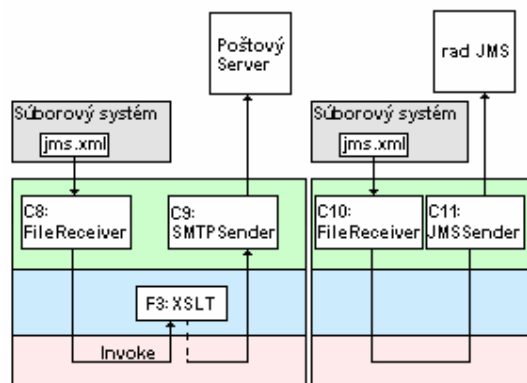 Poštový
Server
rad JMS
Súborový systém
jms.xml
Súborový systém
jms.xml
C8:
FileReceiver
C9:
SMTPSender
C10:
FileReceiver
C11:
JMSSender
F3:XSLT
Invoke